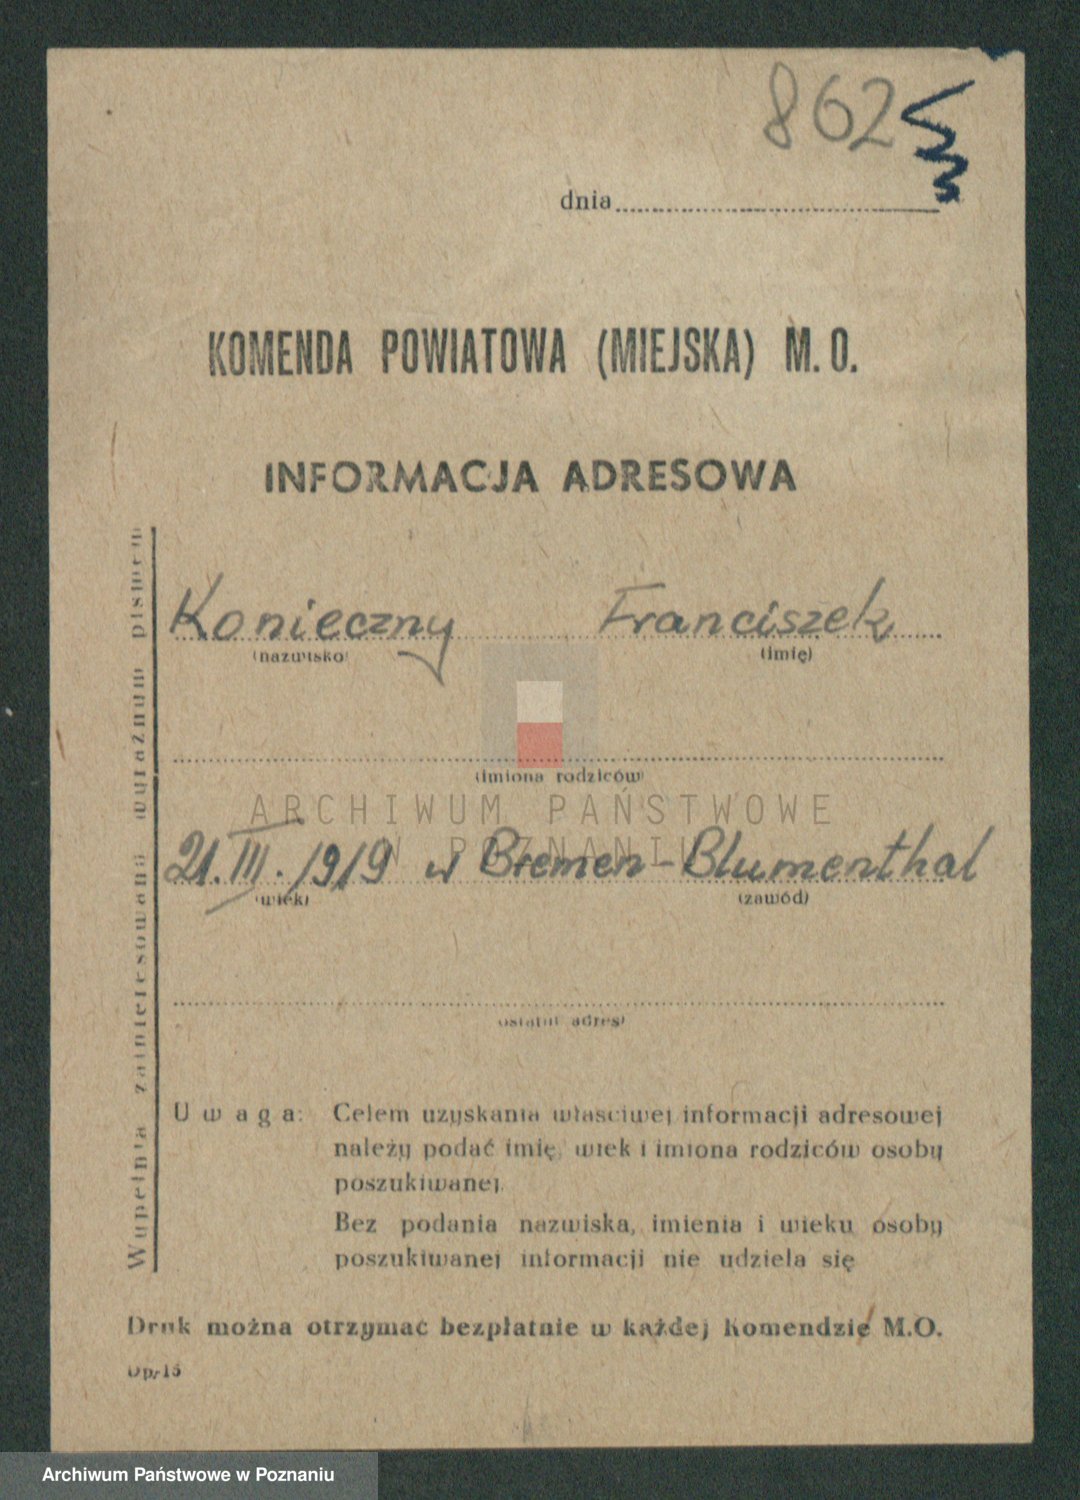 862
dnia
KOMENDA POWIATOWA (MIEJSKA) M. O.
INFORMACJA ADRESOWA
Konieczny Franciszek
(nazwisko) (imię)
(imiona rodziców)
ARCHIWUM PAŃSTWOWE
W POZNANIU
21. III. 1919 w Bremen-Blumenthal
(wiek) (zawód)
ostatni adres)
Uwaga: Celem uzyskania właściwej informacji adresowej
należy podać imię, wiek i imiona rodziców osoby
poszukiwanej.
Bez podania nazwiska, imienia i wieku osoby
poszukiwanej informacji nie udziela się
Wypełnia zainteresowana wyraźnym pismem
Druk można otrzymać bezpłatnie w każdej Komendzie M.O.
Dp/15
Archiwum Państwowe w Poznaniu